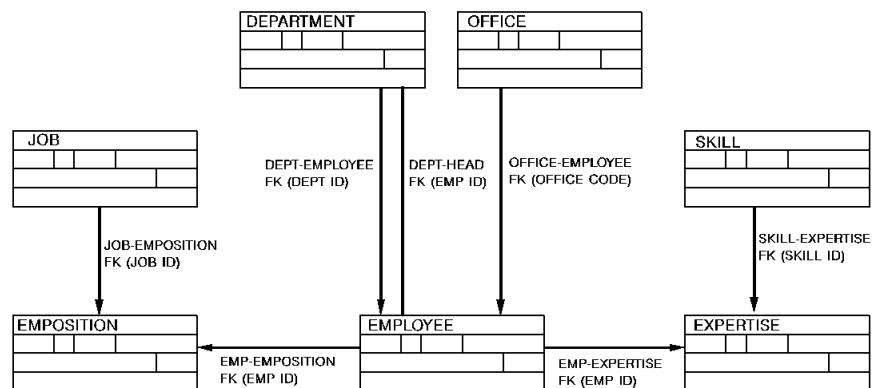 DEPARTMENT
OFFICE
JOB
SKILL
DEPT-EMPLOYEE
FK (DEPT ID)
DEPT-HEAD
FK (EMP ID)
OFFICE-EMPLOYEE
FK (OFFICE CODE)
JOB-EMPOSITION
FK (JOB ID)
SKILL-EXPERTISE
FK (SKILL ID)
EMPOSITION
EMPLOYEE
EXPERTISE
EMP-EMPOSITION
FK (EMP ID)
EMP-EXPERTISE
FK (EMP ID)